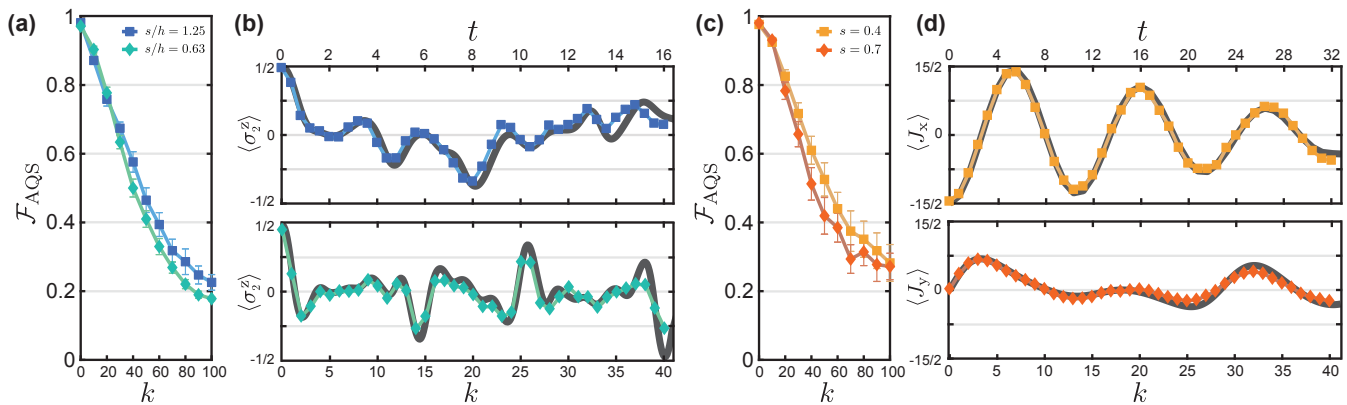 (a)
1
0.8
0.6
0.4
0.2
0
0 20 40 60 80 100
k
F_AQS
s/h = 1.25
s/h = 0.63
(b)
t
0 2 4 6 8 10 12 14 16
1/2
0
-1/2
⟨σ₂ᶻ⟩
1/2
0
-1/2
⟨σ₂ᶻ⟩
0 5 10 15 20 25 30 35 40
k
(c)
1
0.8
0.6
0.4
0.2
0
0 20 40 60 80 100
k
F_AQS
s = 0.4
s = 0.7
(d)
t
0 4 8 12 16 20 24 28 32
15/2
0
-15/2
⟨Jₓ⟩
15/2
0
-15/2
⟨J_y⟩
0 5 10 15 20 25 30 35 40
k